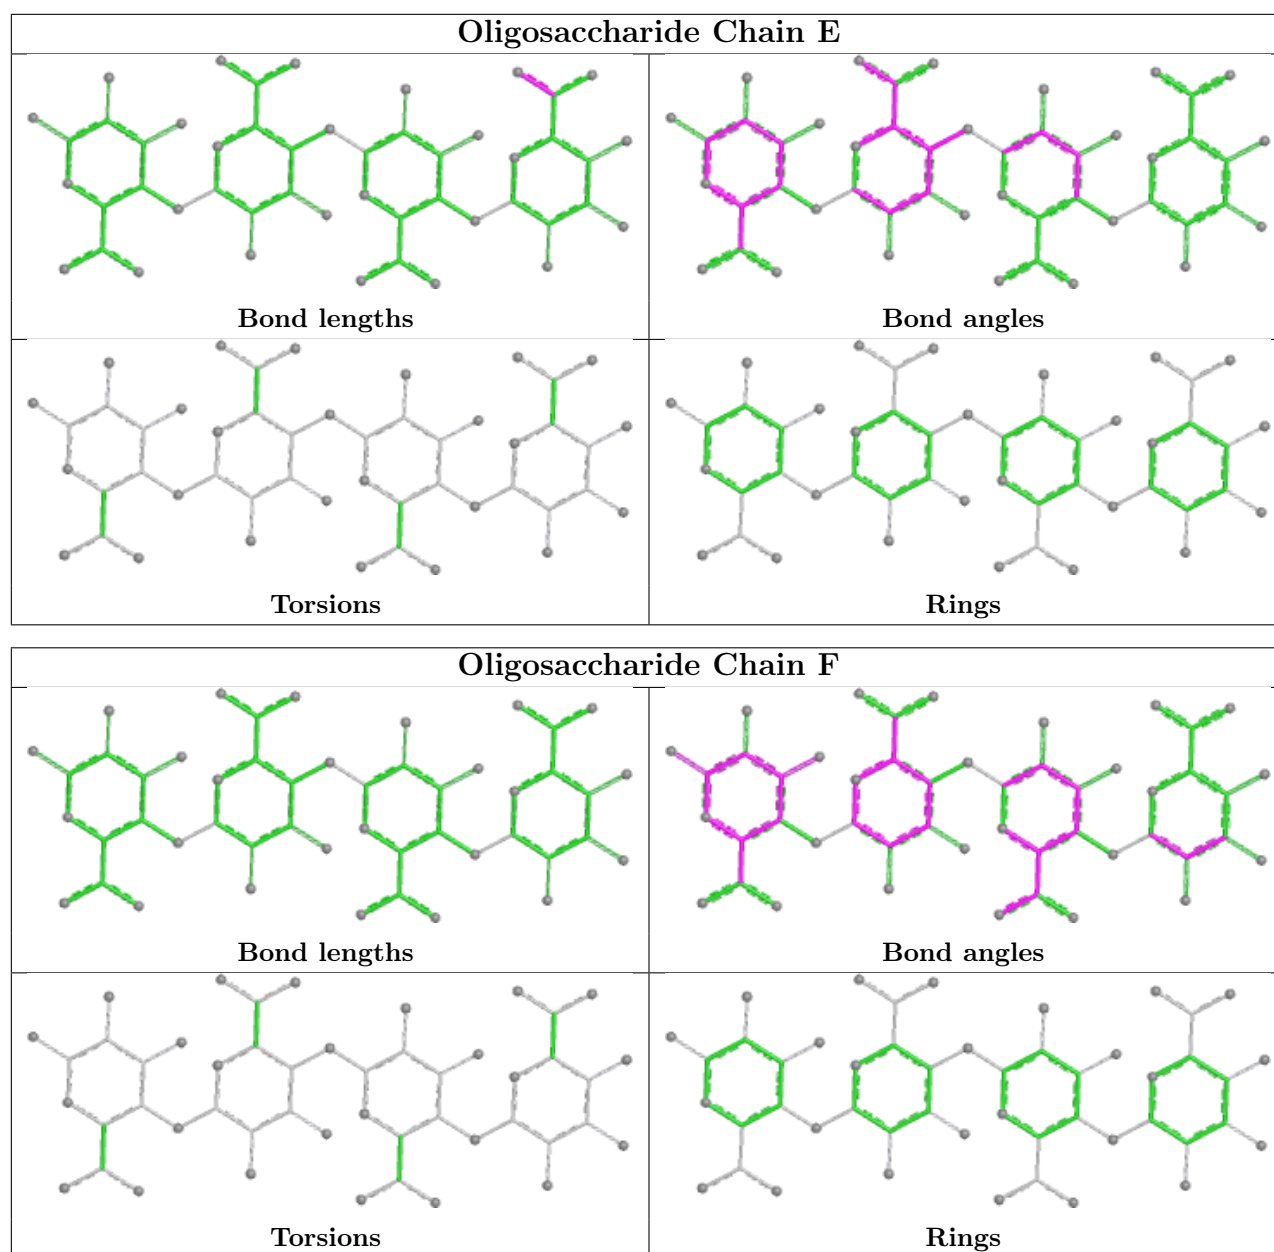 Oligosaccharide Chain E
Bond lengths
Bond angles
Torsions
Rings
Oligosaccharide Chain F
Bond lengths
Bond angles
Torsions
Rings